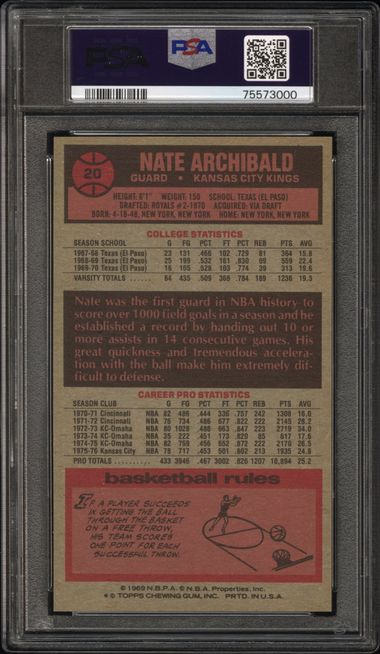 PSA
75573000
20
NATE ARCHIBALD
GUARD • KANSAS CITY KINGS
HEIGHT: 6'1" WEIGHT: 150 SCHOOL: TEXAS (EL PASO)
DRAFTED: ROYALS #2-1970 ACQUIRED: VIA DRAFT
BORN: 4-18-48, NEW YORK, NEW YORK HOME: NEW YORK, NEW YORK
COLLEGE STATISTICS
SEASON SCHOOL G FG PCT FT PCT REB PTS AVG
1967-68 Texas (El Paso) 23 131 .466 102 .729 81 364 15.8
1968-69 Texas (El Paso) 25 199 .532 161 .830 69 559 22.4
1969-70 Texas (El Paso) 16 105 .528 103 .774 39 313 19.6
VARSITY TOTALS 64 435 .509 366 .784 189 1236 19.3
Nate was the first guard in NBA history to
score over 1000 field goals in a season and he
established a record by handing out 10 or
more assists in 14 consecutive games. His
great quickness and tremendous accelera-
tion with the ball make him extremely dif-
ficult to defense.
CAREER PRO STATISTICS
SEASON CLUB G FG PCT FT PCT REB PTS AVG
1970-71 Cincinnati NBA 82 486 .444 336 .757 242 1308 16.0
1971-72 Cincinnati NBA 76 734 .486 677 .822 222 2145 28.2
1972-73 KC-Omaha NBA 80 1028 .488 663 .847 223 2719 34.0
1973-74 KC-Omaha NBA 35 222 .451 173 .820 85 617 17.6
1974-75 KC-Omaha NBA 82 759 .456 652 .872 222 2170 26.5
1975-76 Kansas City NBA 78 717 .453 501 .802 213 1935 24.8
PRO TOTALS 433 3946 .467 3002 .826 1207 10,894 25.2
basketball rules
IF A PLAYER SUCCEEDS
IN GETTING THE BALL
THROUGH THE BASKET
ON A FREE THROW,
HIS TEAM SCORES
ONE POINT FOR EACH
SUCCESSFUL THROW.
© 1969 N.B.P.A. © N.B.A. Properties, Inc.
* © TOPPS CHEWING GUM, INC. PRTD. IN U.S.A.